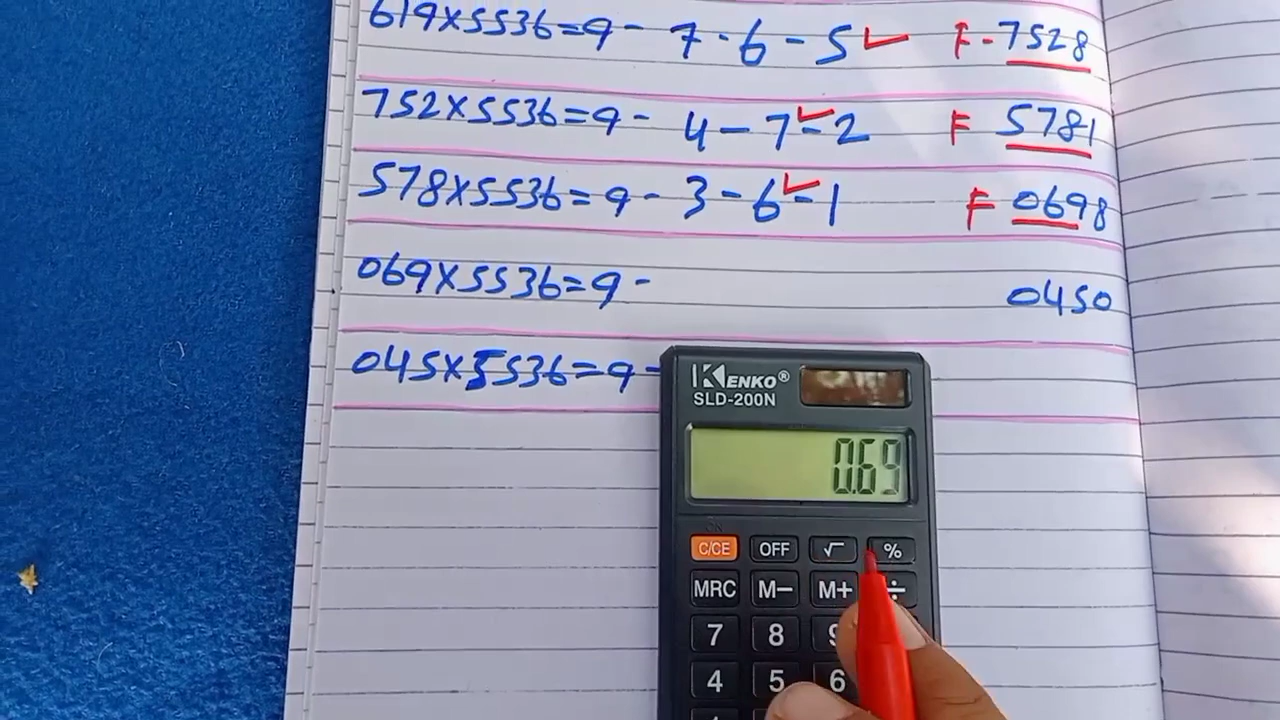 619x5536=9- 7-6-5 ✓ F-7528
752x5536=9- 4-7-2 ✓ F 5781
578x5536=9-3-6-1 ✓ F 0698
069x5536=9- 0450
045x5536=9-
KENKO®
SLD-200N
0.69
ON
C/CE OFF √ %
MRC M− M+ ÷
7 8 9
4 5 6